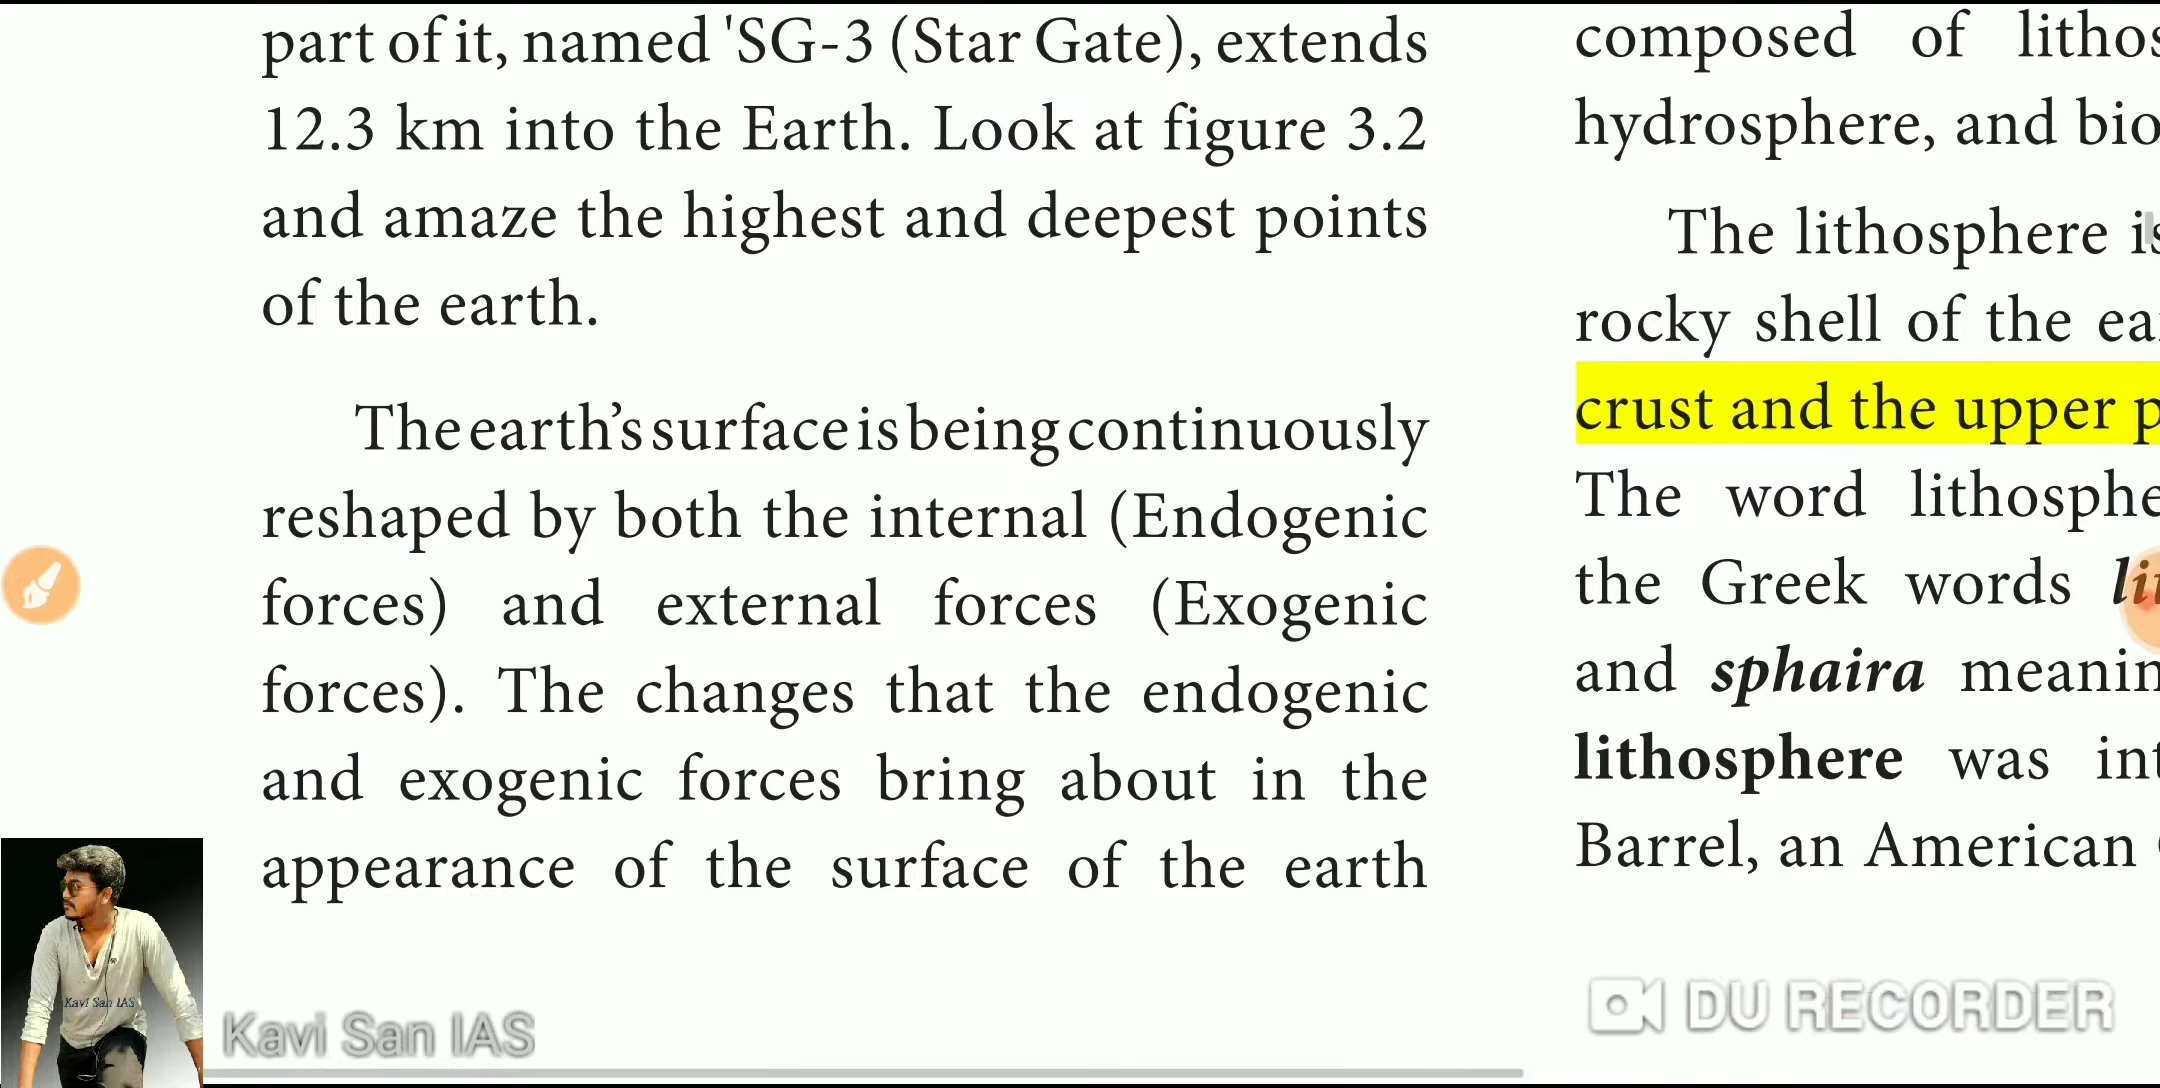 part of it, named 'SG-3 (Star Gate), extends
12.3 km into the Earth. Look at figure 3.2
and amaze the highest and deepest points
of the earth.
The earth’s surface is being continuously
reshaped by both the internal (Endogenic
forces) and external forces (Exogenic
forces). The changes that the endogenic
and exogenic forces bring about in the
appearance of the surface of the earth
composed of
hydrosphere, and
The lithosphere is
rocky shell of the
crust and the upper
The word
the Greek words
and sphaira
lithosphere was
Barrel, an American
Kavi San IAS
Kavi San IAS
DU RECORDER